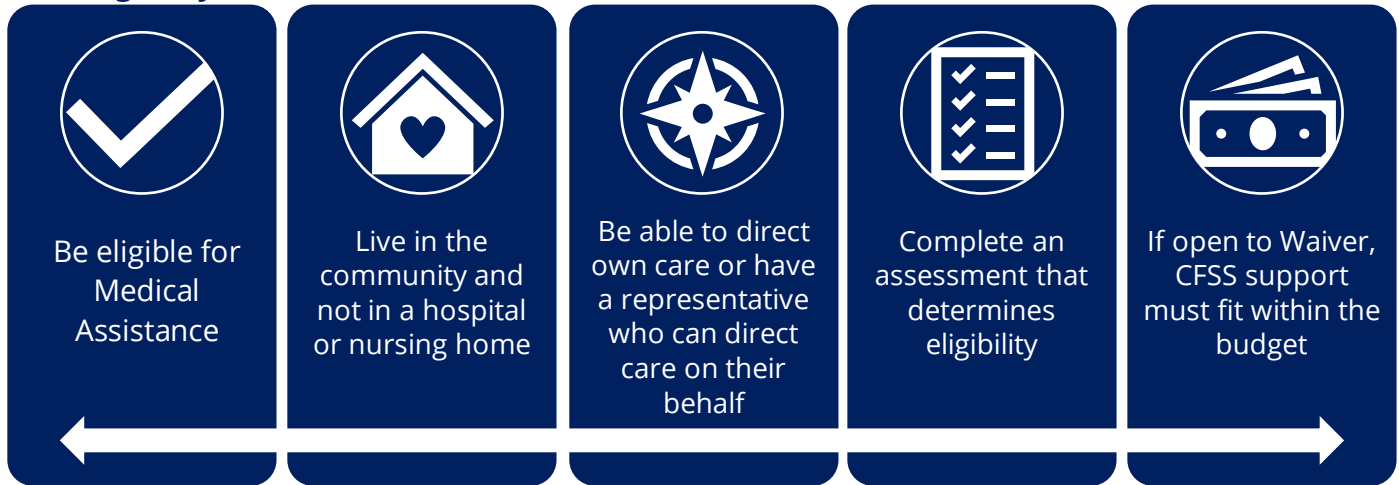 Be eligible for
Medical
Assistance
Live in the
community and
not in a hospital
or nursing home
Be able to direct
own care or have
a representative
who can direct
care on their
behalf
Complete an
assessment that
determines
eligibility
If open to Waiver,
CFSS support
must fit within the
budget